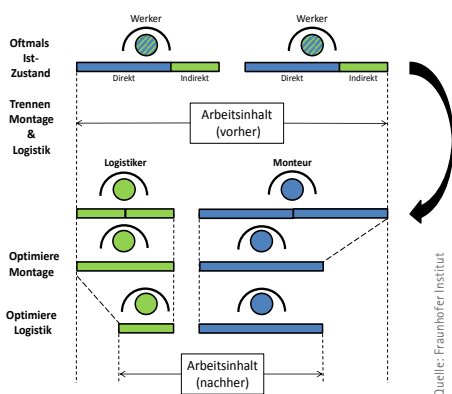 Werker
Werker
Oftmals
Ist-
Zustand
Direkt
Indirekt
Direkt
Indirekt
Trennen
Montage
&
Logistik
Arbeitsinhalt
(vorher)
Logistiker
Monteur
Optimiere
Montage
Optimiere
Logistik
Arbeitsinhalt
(nachher)
Quelle: Fraunhofer Institut